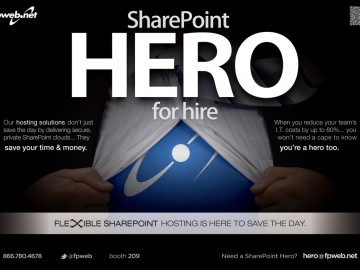 fpweb.net
SharePoint
HERO
for hire
Our hosting solutions don't just
save the day by delivering secure,
private SharePoint clouds... They
save your time & money.
When you reduce your team's
I.T. costs by up to 60%... you
won't need a cape to know
you're a hero too.
FLEXIBLE SHAREPOINT HOSTING IS HERE TO SAVE THE DAY.
866.780.4678
@fpweb
booth 209
Need a SharePoint Hero?
hero@fpweb.net